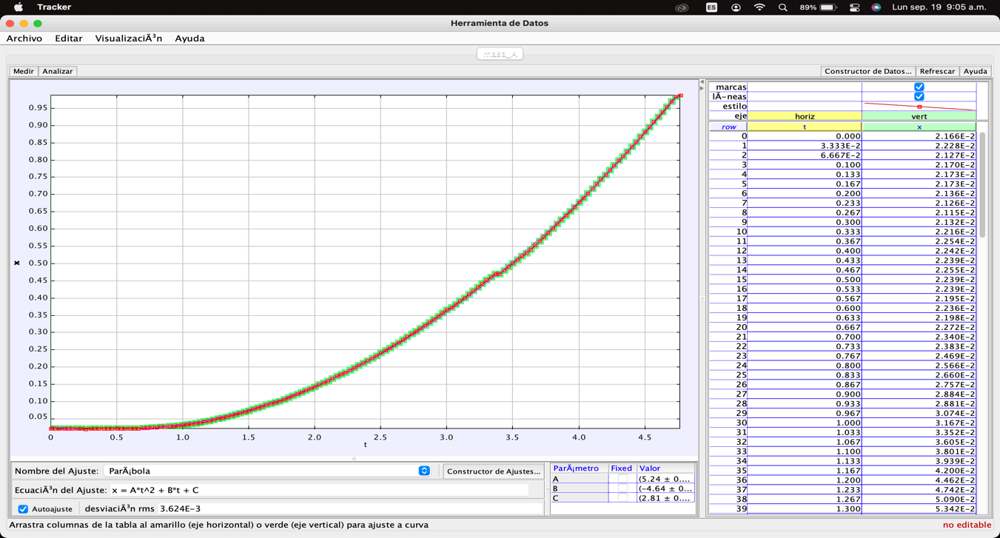 Tracker
ES
89%
Lun sep. 19 9:05 a.m.
Herramienta de Datos
Archivo Editar VisualizaciÃ³n Ayuda
masa_A
Medir Analizar
Constructor de Datos... Refrescar Ayuda
0.95
0.90
0.85
0.80
0.75
0.70
0.65
0.60
0.55
0.50
0.45
0.40
0.35
0.30
0.25
0.20
0.15
0.10
0.05
x
0 0.5 1.0 1.5 2.0 2.5 3.0 3.5 4.0 4.5
t
marcas
lÃ­neas
estilo
eje horiz vert
row t x
0 0.000 2.166E-2
1 3.333E-2 2.228E-2
2 6.667E-2 2.127E-2
3 0.100 2.170E-2
4 0.133 2.173E-2
5 0.167 2.173E-2
6 0.200 2.136E-2
7 0.233 2.126E-2
8 0.267 2.115E-2
9 0.300 2.132E-2
10 0.333 2.216E-2
11 0.367 2.254E-2
12 0.400 2.242E-2
13 0.433 2.239E-2
14 0.467 2.255E-2
15 0.500 2.239E-2
16 0.533 2.239E-2
17 0.567 2.195E-2
18 0.600 2.236E-2
19 0.633 2.198E-2
20 0.667 2.272E-2
21 0.700 2.340E-2
22 0.733 2.383E-2
23 0.767 2.469E-2
24 0.800 2.566E-2
25 0.833 2.660E-2
26 0.867 2.757E-2
27 0.900 2.884E-2
28 0.933 2.881E-2
29 0.967 3.074E-2
30 1.000 3.167E-2
31 1.033 3.352E-2
32 1.067 3.605E-2
33 1.100 3.801E-2
34 1.133 3.939E-2
35 1.167 4.200E-2
36 1.200 4.462E-2
37 1.233 4.742E-2
38 1.267 5.090E-2
39 1.300 5.342E-2
Nombre del Ajuste: ParÃ¡bola Constructor de Ajustes...
EcuaciÃ³n del Ajuste: x = A*t^2 + B*t + C
Autoajuste desviaciÃ³n rms 3.624E-3
ParÃ¡metro Fixed Valor
A (5.24 ± 0....
B (-4.64 ± 0...
C (2.81 ± 0....
Arrastra columnas de la tabla al amarillo (eje horizontal) o verde (eje vertical) para ajuste a curva
no editable